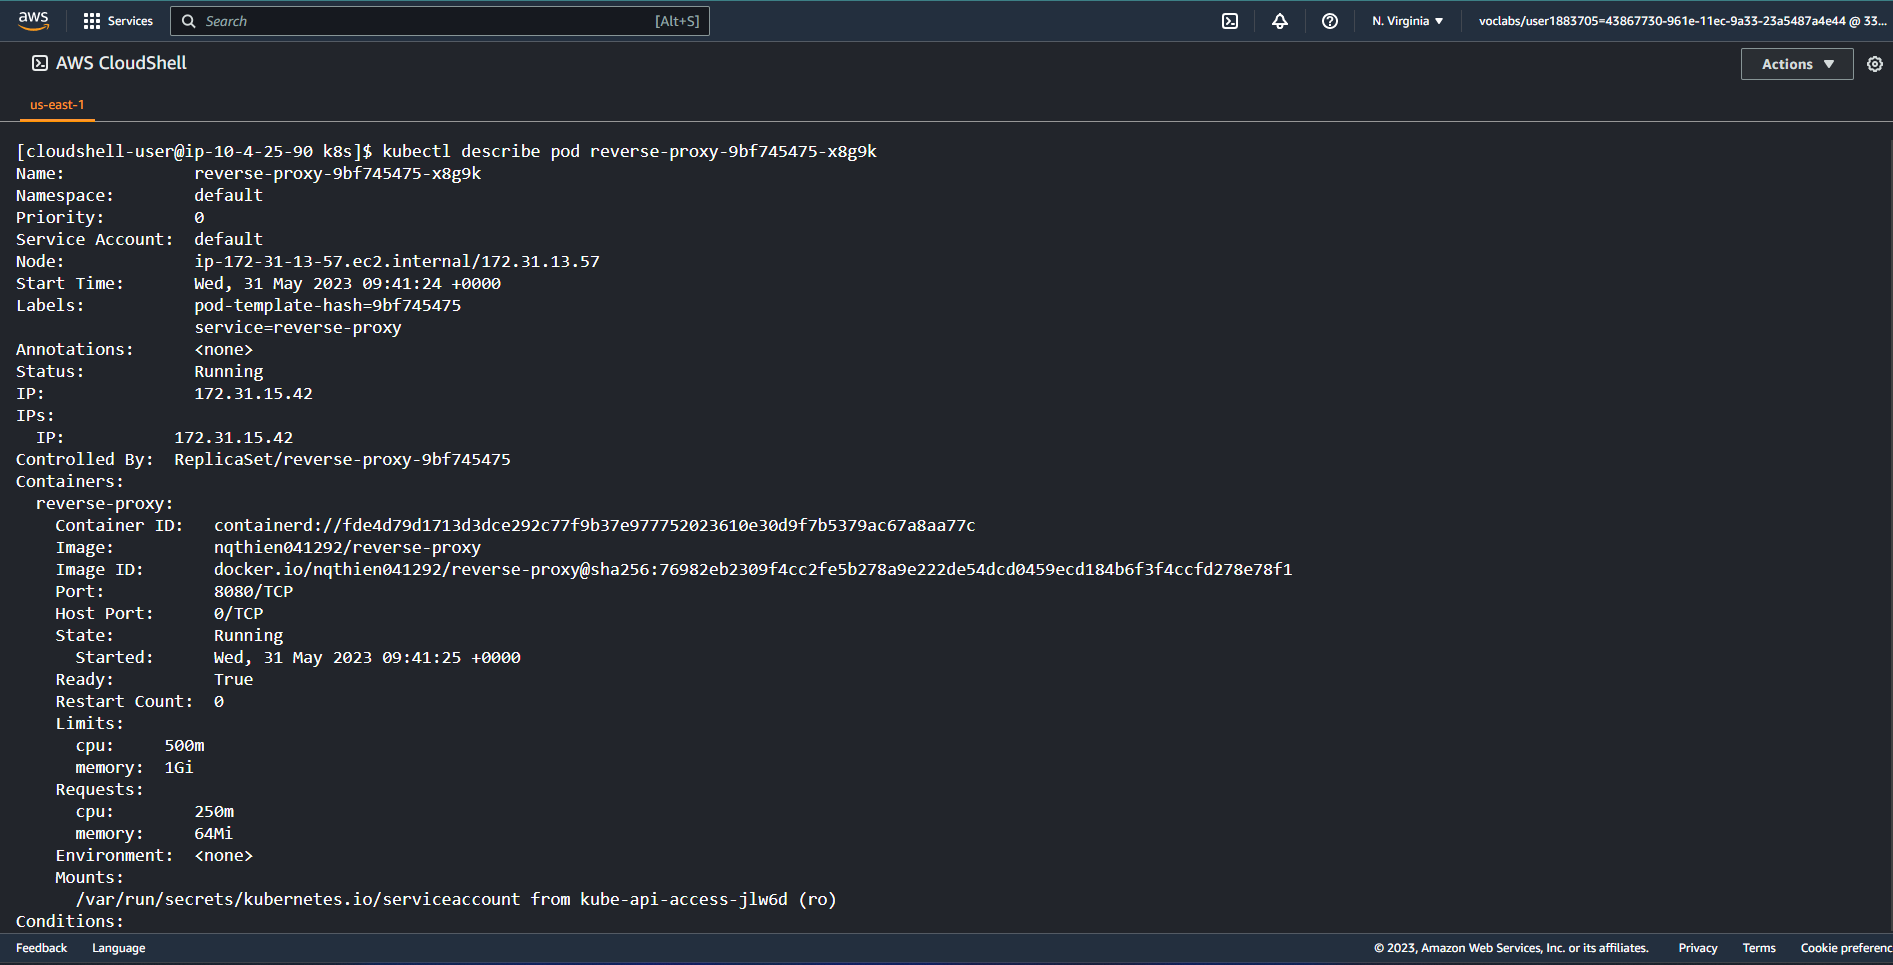 aws Services Search [Alt+S] N. Virginia ▼ voclabs/user1883705=43867730-961e-11ec-9a33-23a5487a4e44 @ 33...
AWS CloudShell Actions ▼
us-east-1
[cloudshell-user@ip-10-4-25-90 k8s]$ kubectl describe pod reverse-proxy-9bf745475-x8g9k
Name:             reverse-proxy-9bf745475-x8g9k
Namespace:        default
Priority:         0
Service Account:  default
Node:             ip-172-31-13-57.ec2.internal/172.31.13.57
Start Time:       Wed, 31 May 2023 09:41:24 +0000
Labels:           pod-template-hash=9bf745475
                  service=reverse-proxy
Annotations:      <none>
Status:           Running
IP:               172.31.15.42
IPs:
  IP:           172.31.15.42
Controlled By:  ReplicaSet/reverse-proxy-9bf745475
Containers:
  reverse-proxy:
    Container ID:   containerd://fde4d79d1713d3dce292c77f9b37e977752023610e30d9f7b5379ac67a8aa77c
    Image:          nqthien041292/reverse-proxy
    Image ID:       docker.io/nqthien041292/reverse-proxy@sha256:76982eb2309f4cc2fe5b278a9e222de54dcd0459ecd184b6f3f4ccfd278e78f1
    Port:           8080/TCP
    Host Port:      0/TCP
    State:          Running
      Started:      Wed, 31 May 2023 09:41:25 +0000
    Ready:          True
    Restart Count:  0
    Limits:
      cpu:     500m
      memory:  1Gi
    Requests:
      cpu:        250m
      memory:     64Mi
    Environment:  <none>
    Mounts:
      /var/run/secrets/kubernetes.io/serviceaccount from kube-api-access-jlw6d (ro)
Conditions:
Feedback Language © 2023, Amazon Web Services, Inc. or its affiliates. Privacy Terms Cookie preferenc